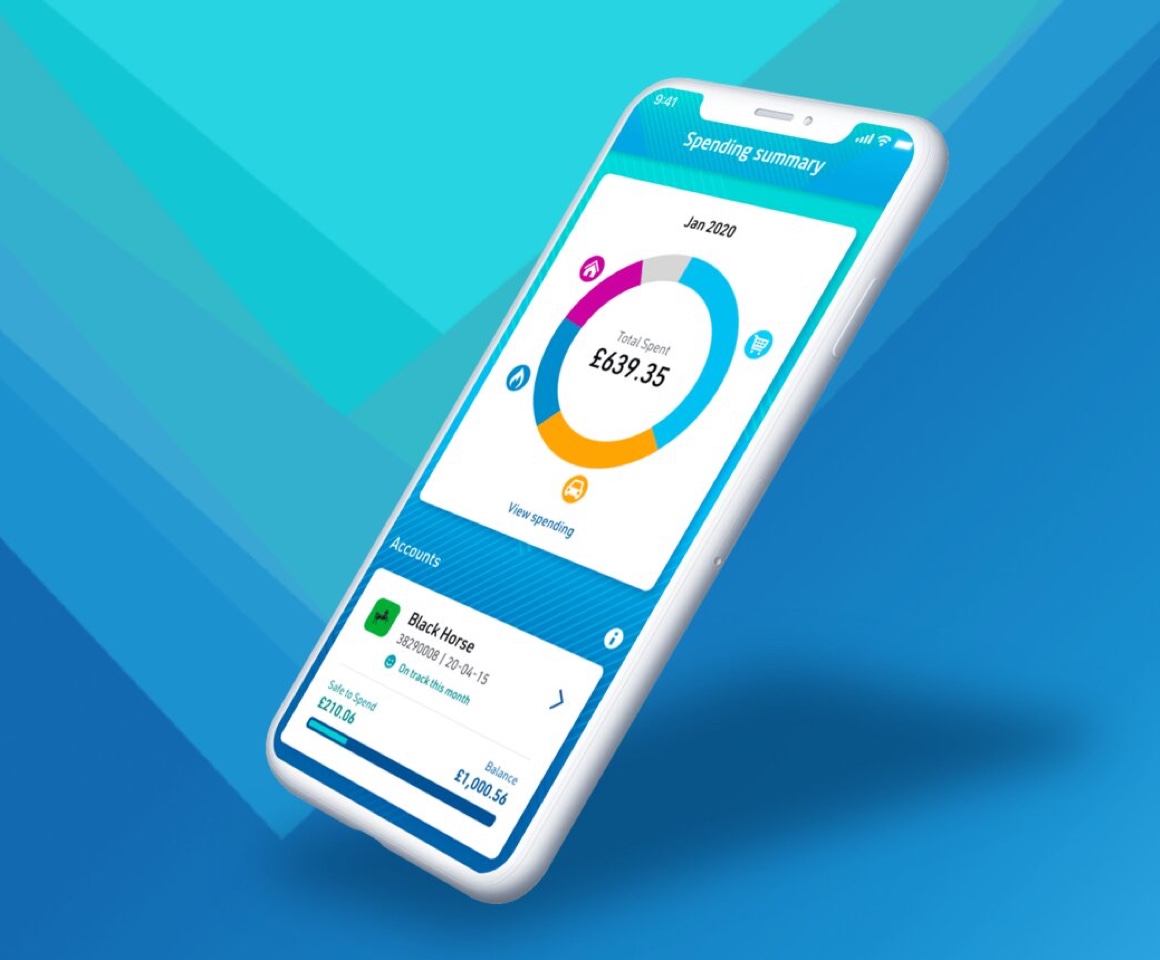 9:41
Spending summary
Jan 2020
Total Spent
£639.35
View spending
Accounts
Black Horse
38290008 | 20-04-15
On track this month
Safe to Spend
£210.06
Balance
£1,000.56